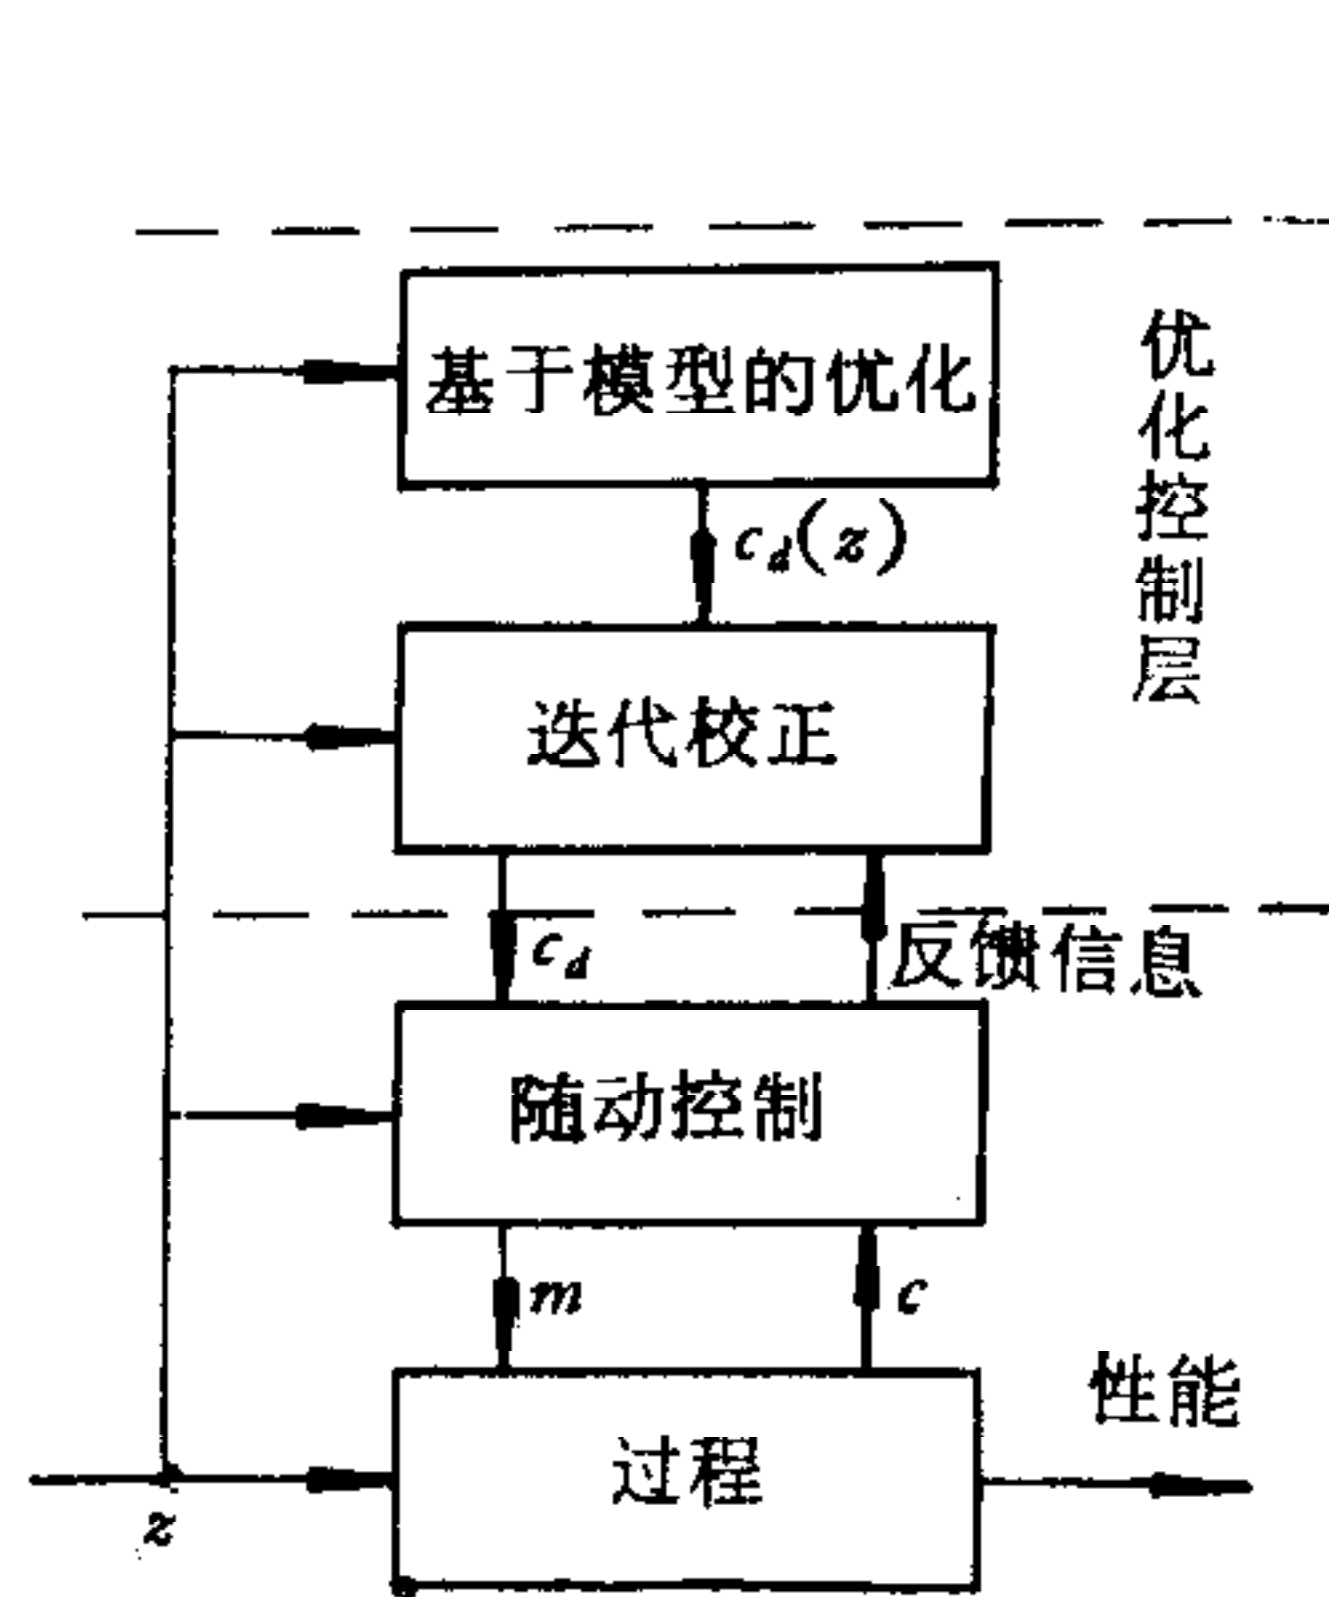 基于模型的优化
优化控制层
c_d(z)
迭代校正
c_d
反馈信息
随动控制
m
c
性能
过程
z